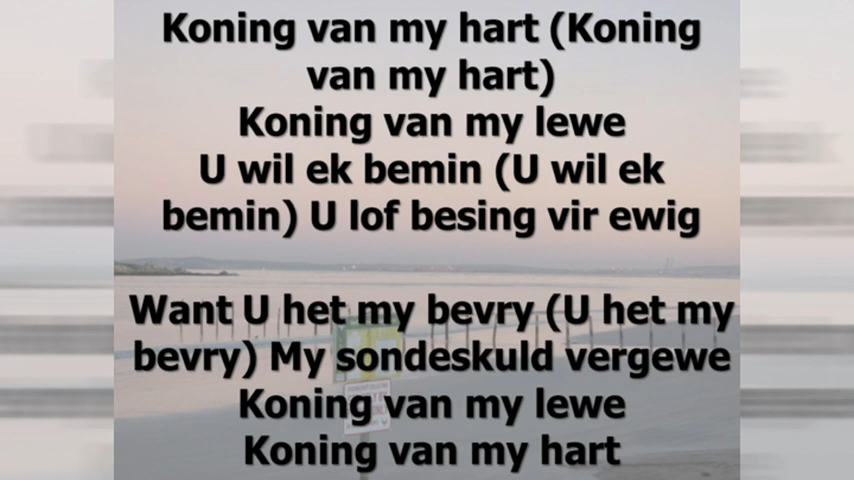 Koning van my hart (Koning
van my hart)
Koning van my lewe
U wil ek bemin (U wil ek
bemin) U lof besing vir ewig
Want U het my bevry (U het my
bevry) My sondeskuld vergewe
Koning van my lewe
Koning van my hart